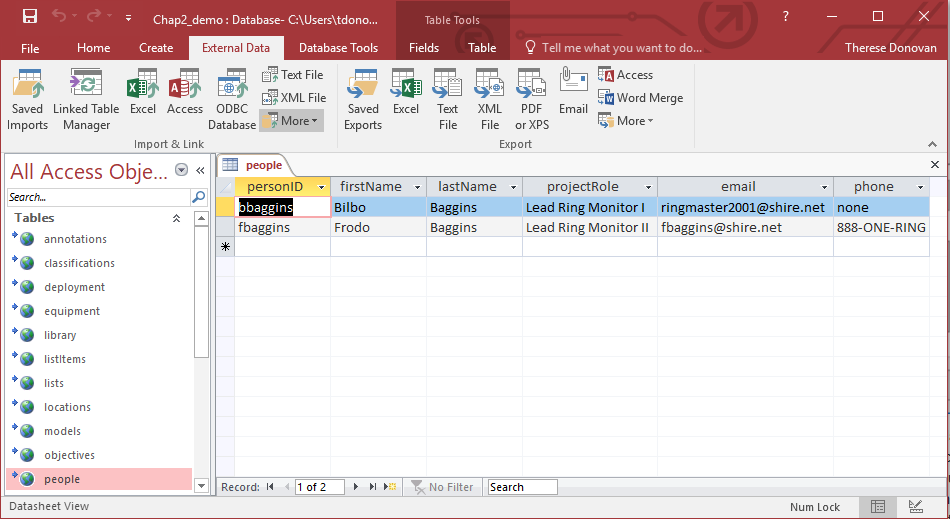 Chap2_demo : Database- C:\Users\tdono... Table Tools ?
File Home Create External Data Database Tools Fields Table Tell me what you want to do... Therese Donovan
Saved Imports
Linked Table Manager
Excel
Access
ODBC Database
Text File
XML File
More
Import & Link
Saved Exports
Excel
Text File
XML File
PDF or XPS
Email
Access
Word Merge
More
Export
All Access Obje...
Search...
Tables
annotations
classifications
deployment
equipment
library
listItems
lists
locations
models
objectives
people
people
personID firstName lastName projectRole email phone
bbaggins Bilbo Baggins Lead Ring Monitor I ringmaster2001@shire.net none
fbaggins Frodo Baggins Lead Ring Monitor II fbaggins@shire.net 888-ONE-RING
Record: 1 of 2 No Filter Search
Datasheet View Num Lock